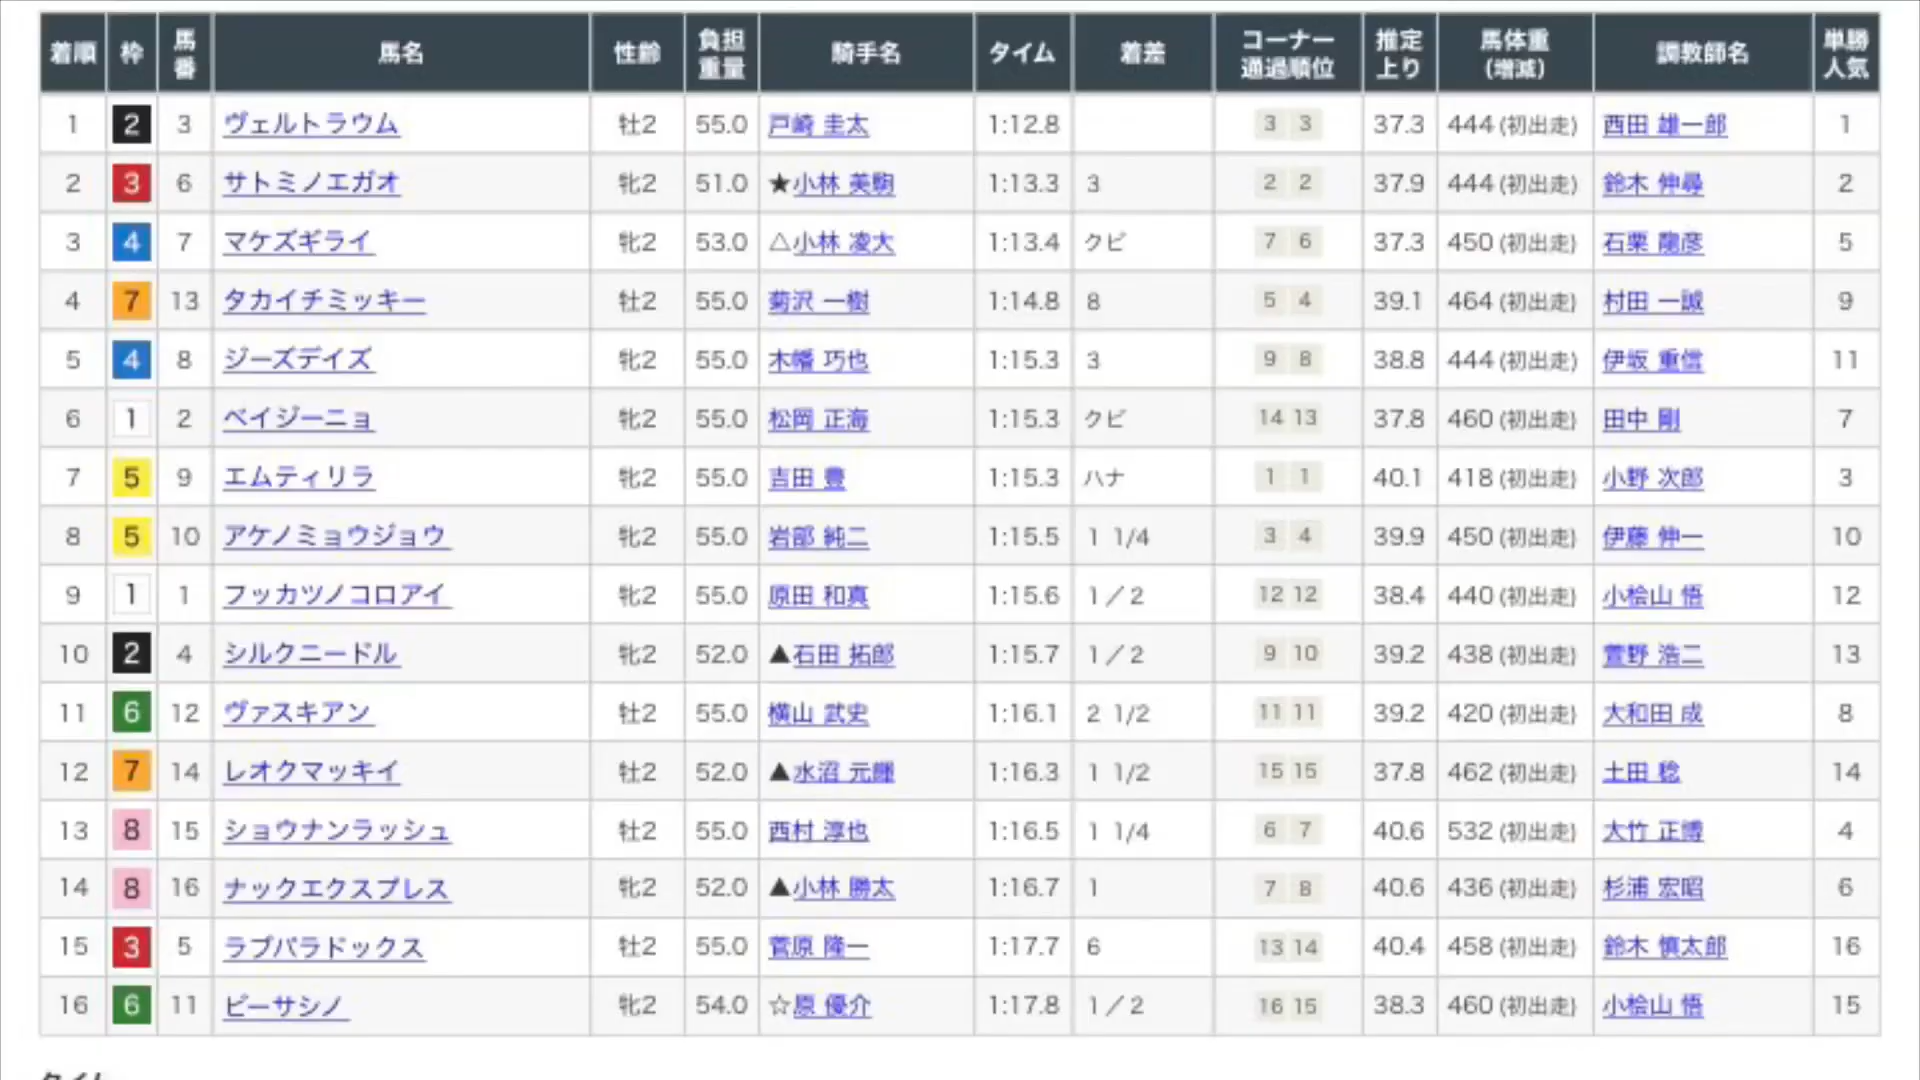 着順 枠 馬番 馬名 性齢 負担重量 騎手名 タイム 着差 コーナー通過順位 推定上り 馬体重(増減) 調教師名 単勝人気
1 2 3 ヴェルトラウム 牡2 55.0 戸崎 圭太 1:12.8 3 3 37.3 444 (初出走) 西田 雄一郎 1
2 3 6 サトミノエガオ 牝2 51.0 ★小林 美駒 1:13.3 3 2 2 37.9 444 (初出走) 鈴木 伸尋 2
3 4 7 マケズギライ 牝2 53.0 △小林 凌大 1:13.4 クビ 7 6 37.3 450 (初出走) 石栗 龍彦 5
4 7 13 タカイチミッキー 牡2 55.0 菊沢 一樹 1:14.8 8 5 4 39.1 464 (初出走) 村田 一誠 9
5 4 8 ジーズデイズ 牝2 55.0 木幡 巧也 1:15.3 3 9 8 38.8 444 (初出走) 伊坂 重信 11
6 1 2 ベイジーニョ 牝2 55.0 松岡 正海 1:15.3 クビ 14 13 37.8 460 (初出走) 田中 剛 7
7 5 9 エムティリラ 牝2 55.0 吉田 豊 1:15.3 ハナ 1 1 40.1 418 (初出走) 小野 次郎 3
8 5 10 アケノミョウジョウ 牝2 55.0 岩部 純二 1:15.5 1 1/4 3 4 39.9 450 (初出走) 伊藤 伸一 10
9 1 1 フッカツノコロアイ 牝2 55.0 原田 和真 1:15.6 1／2 12 12 38.4 440 (初出走) 小桧山 悟 12
10 2 4 シルクニードル 牝2 52.0 ▲石田 拓郎 1:15.7 1／2 9 10 39.2 438 (初出走) 萱野 浩二 13
11 6 12 ヴァスキアン 牡2 55.0 横山 武史 1:16.1 2 1/2 11 11 39.2 420 (初出走) 大和田 成 8
12 7 14 レオクマッキイ 牡2 52.0 ▲水沼 元輝 1:16.3 1 1/2 15 15 37.8 462 (初出走) 土田 稔 14
13 8 15 ショウナンラッシュ 牡2 55.0 西村 淳也 1:16.5 1 1/4 6 7 40.6 532 (初出走) 大竹 正博 4
14 8 16 ナックエクスプレス 牝2 52.0 ▲小林 勝太 1:16.7 1 7 8 40.6 436 (初出走) 杉浦 宏昭 6
15 3 5 ラブパラドックス 牡2 55.0 菅原 隆一 1:17.7 6 13 14 40.4 458 (初出走) 鈴木 慎太郎 16
16 6 11 ビーサシノ 牝2 54.0 ☆原 優介 1:17.8 1／2 16 15 38.3 460 (初出走) 小桧山 悟 15